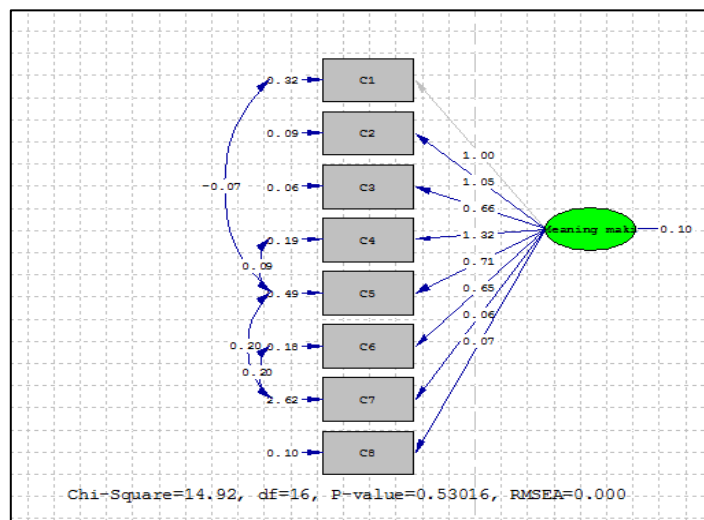 0.32 C1
0.09 C2
1.00
1.05
-0.07
0.06 C3
0.66
0.19 C4
1.32
Meaning maki
0.10
0.09
0.71
0.49 C5
0.65
0.06
0.20
0.18 C6
0.07
0.20
2.62 C7
0.10 C8
Chi-Square=14.92, df=16, P-value=0.53016, RMSEA=0.000